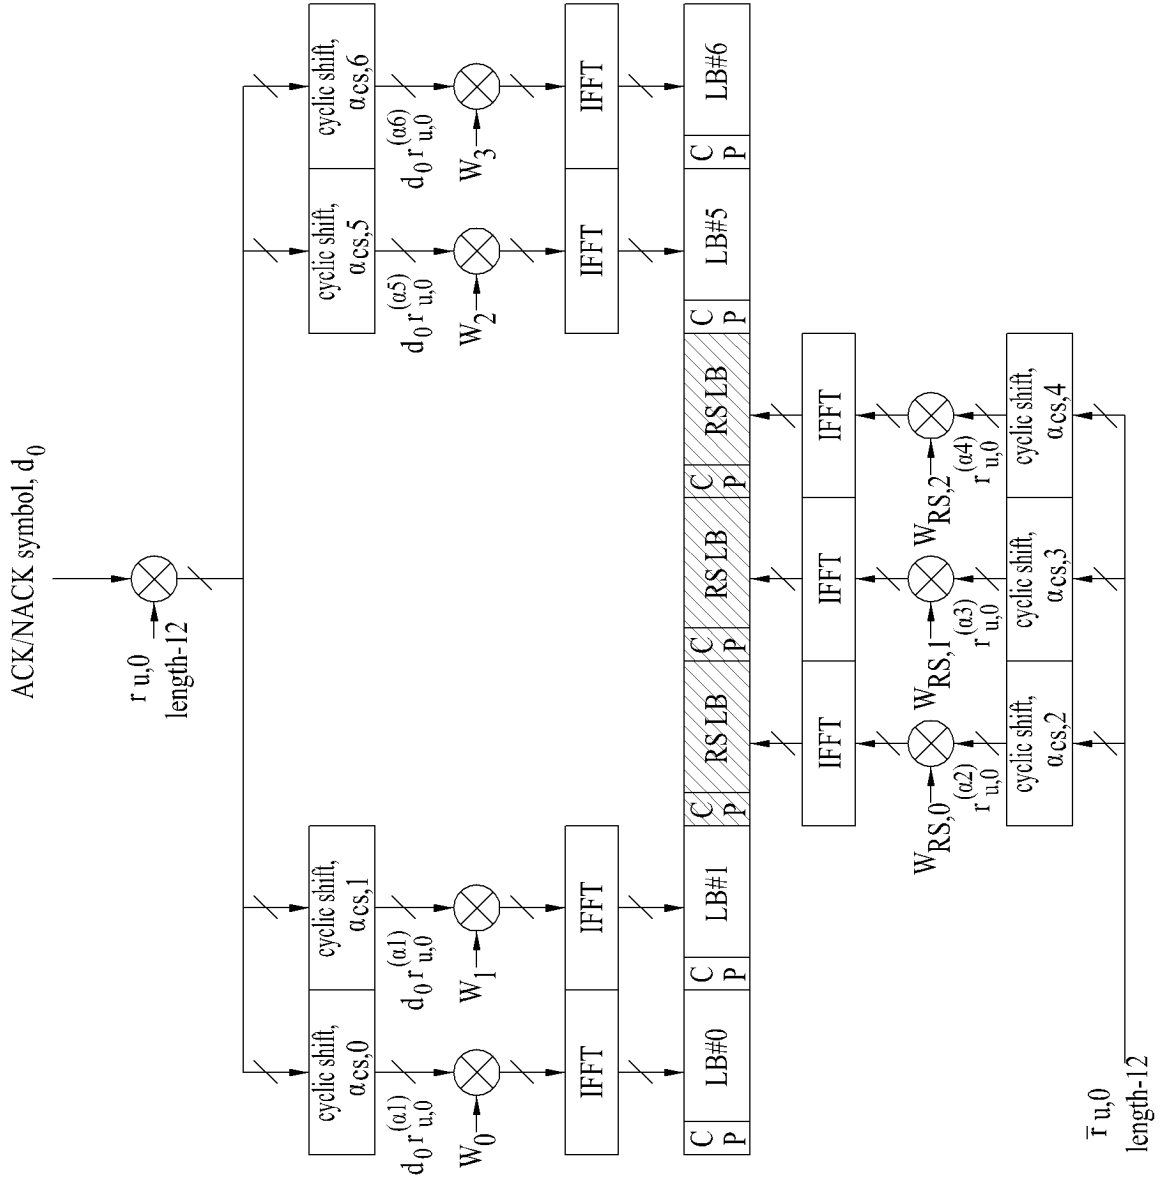 ACK/NACK symbol, d0
r u,0
length-12
cyclic shift,
αcs,0
cyclic shift,
αcs,1
cyclic shift,
αcs,5
cyclic shift,
αcs,6
d0 r u,0 (α1)
d0 r u,0 (α1)
d0 r u,0 (α5)
d0 r u,0 (α6)
W0
W1
W2
W3
IFFT
IFFT
IFFT
IFFT
CP
LB#0
CP
LB#1
CP
RS LB
CP
RS LB
CP
RS LB
CP
LB#5
CP
LB#6
IFFT
IFFT
IFFT
WRS,0
WRS,1
WRS,2
r u,0 (α2)
r u,0 (α3)
r u,0 (α4)
cyclic shift,
αcs,2
cyclic shift,
αcs,3
cyclic shift,
αcs,4
r̄ u,0
length-12